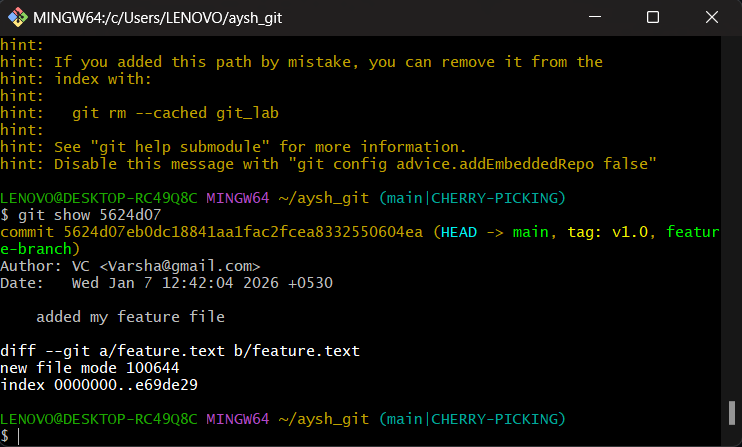 MINGW64:/c/Users/LENOVO/aysh_git
hint:
hint: If you added this path by mistake, you can remove it from the
hint: index with:
hint:
hint:   git rm --cached git_lab
hint:
hint: See "git help submodule" for more information.
hint: Disable this message with "git config advice.addEmbeddedRepo false"
LENOVO@DESKTOP-RC49Q8C MINGW64 ~/aysh_git (main|CHERRY-PICKING)
$ git show 5624d07
commit 5624d07eb0dc18841aa1fac2fcea8332550604ea (HEAD -> main, tag: v1.0, featur
e-branch)
Author: VC <Varsha@gmail.com>
Date:   Wed Jan 7 12:42:04 2026 +0530
    added my feature file
diff --git a/feature.text b/feature.text
new file mode 100644
index 0000000..e69de29
LENOVO@DESKTOP-RC49Q8C MINGW64 ~/aysh_git (main|CHERRY-PICKING)
$